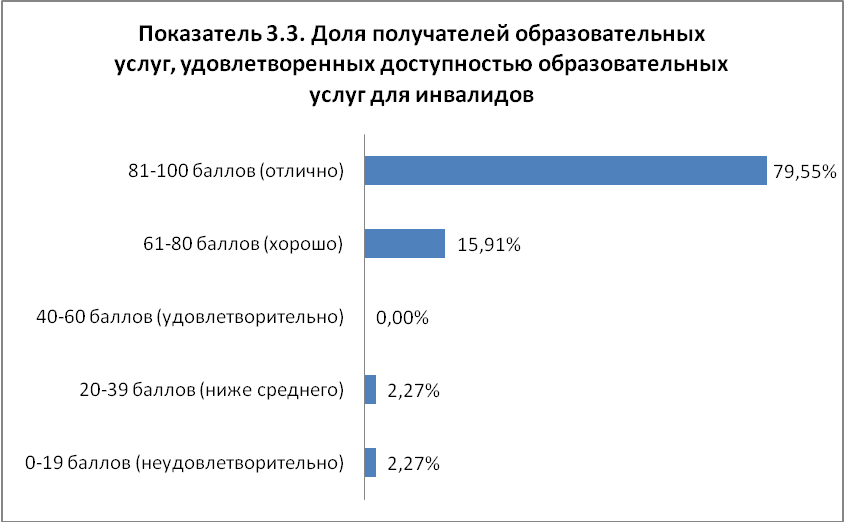 Показатель 3.3. Доля получателей образовательных
услуг, удовлетворенных доступностью образовательных
услуг для инвалидов
81-100 баллов (отлично) 79,55%
61-80 баллов (хорошо) 15,91%
40-60 баллов (удовлетворительно) 0,00%
20-39 баллов (ниже среднего) 2,27%
0-19 баллов (неудовлетворительно) 2,27%